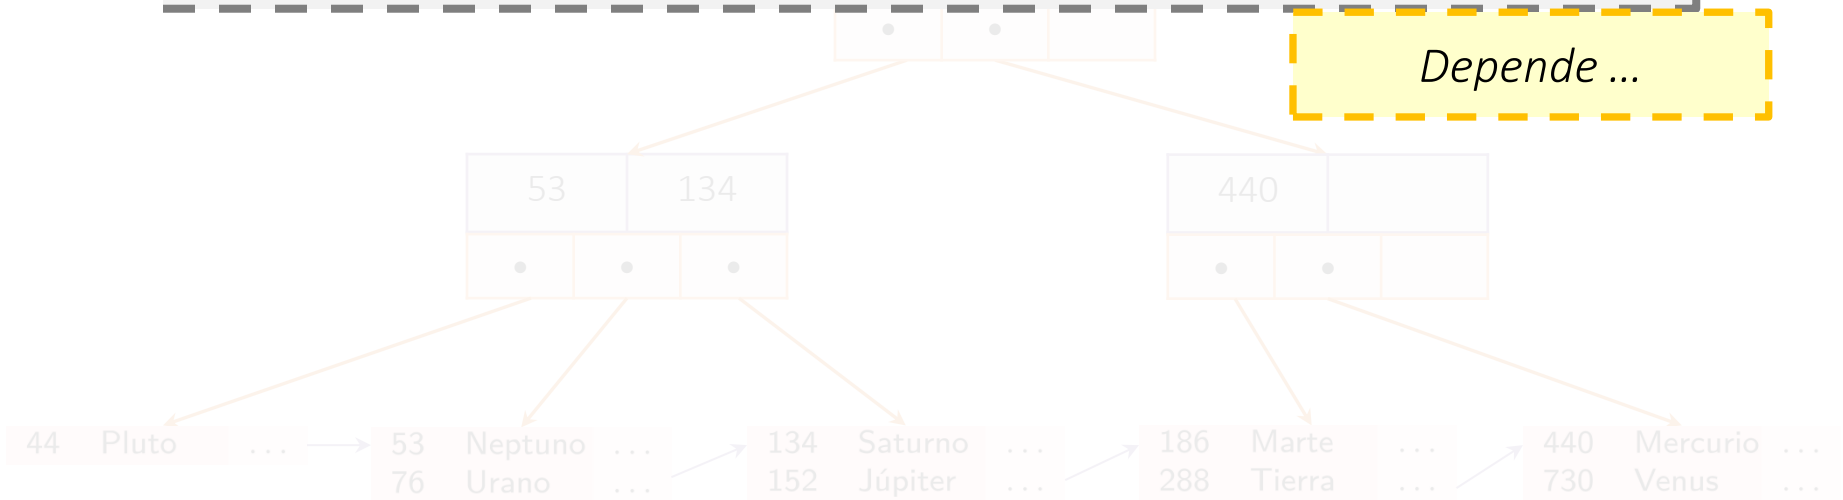 Depende ...
53 134
440
44 Pluto ...
53 Neptuno ...
76 Urano ...
134 Saturno ...
152 Júpiter ...
186 Marte ...
288 Tierra ...
440 Mercurio ...
730 Venus ...